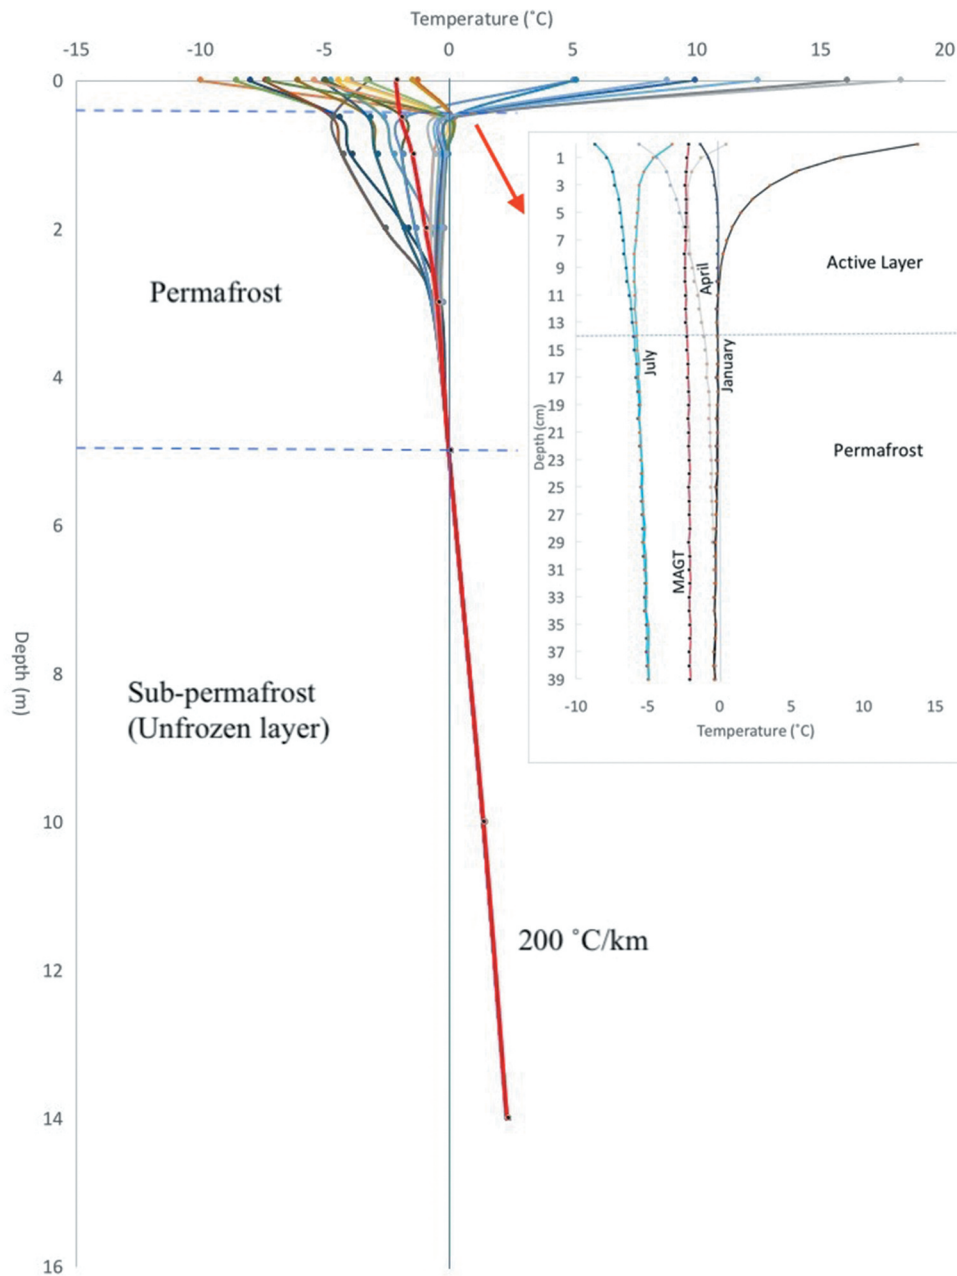 Temperature (˚C)
-15 -10 -5 0 5 10 15 20
0
2
4
6
8
10
12
14
16
Depth (m)
Permafrost
Sub-permafrost
(Unfrozen layer)
200 ˚C/km
1
3
5
7
9
11
13
15
17
19
21
23
25
27
29
31
33
35
37
39
Depth (cm)
Active Layer
April
July
January
Permafrost
MAGT
-10 -5 0 5 10 15
Temperature (˚C)